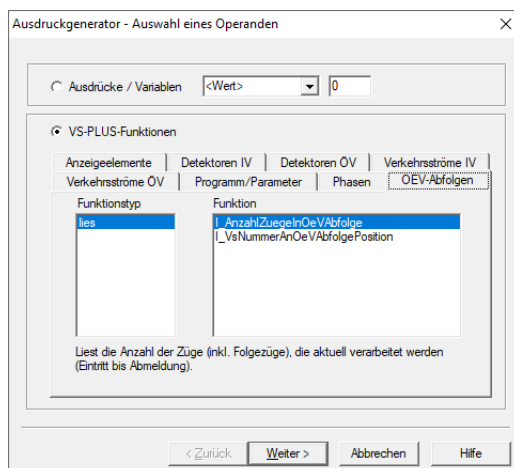 Ausdruckgenerator - Auswahl eines Operanden
Ausdrücke / Variablen <Wert> 0
VS-PLUS-Funktionen
Anzeigeelemente Detektoren IV Detektoren ÖV Verkehrsströme IV
Verkehrsströme ÖV Programm/Parameter Phasen OEV-Abfolgen
Funktionstyp Funktion
lies l_AnzahlZuegeInOeVAbfolge
l_VsNummerAnOeVAbfolgePosition
Liest die Anzahl der Züge (inkl. Folgezüge), die aktuell verarbeitet werden
(Eintritt bis Abmeldung).
< Zurück Weiter > Abbrechen Hilfe